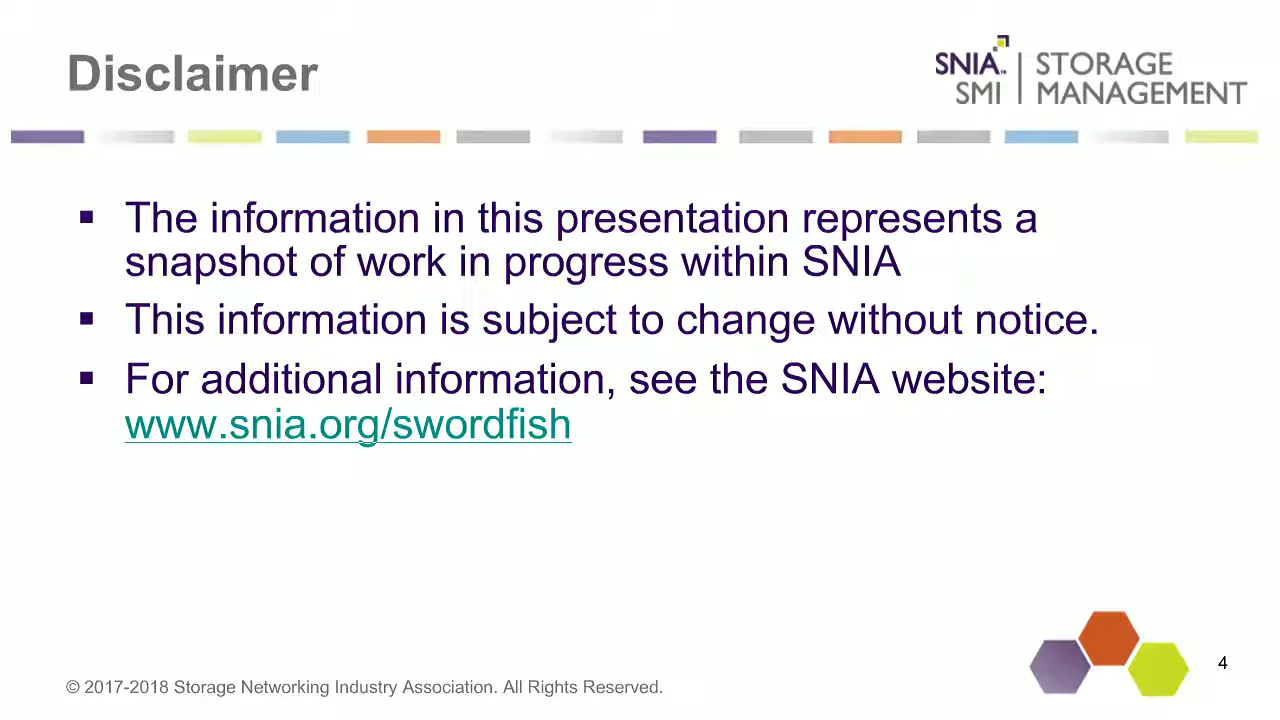 Disclaimer
SNIA™ SMI | STORAGE MANAGEMENT
▪ The information in this presentation represents a
snapshot of work in progress within SNIA
▪ This information is subject to change without notice.
▪ For additional information, see the SNIA website:
www.snia.org/swordfish
4
© 2017-2018 Storage Networking Industry Association. All Rights Reserved.